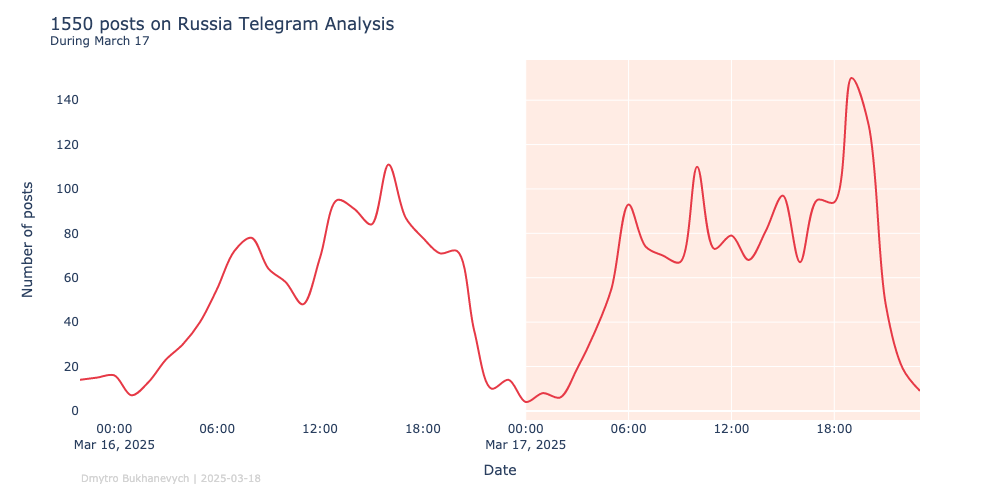 1550 posts on Russia Telegram Analysis
During March 17
140
120
100
80
60
40
20
0
Number of posts
00:00 06:00 12:00 18:00 00:00 06:00 12:00 18:00
Mar 16, 2025 Mar 17, 2025
Date
Dmytro Bukhanevych | 2025-03-18